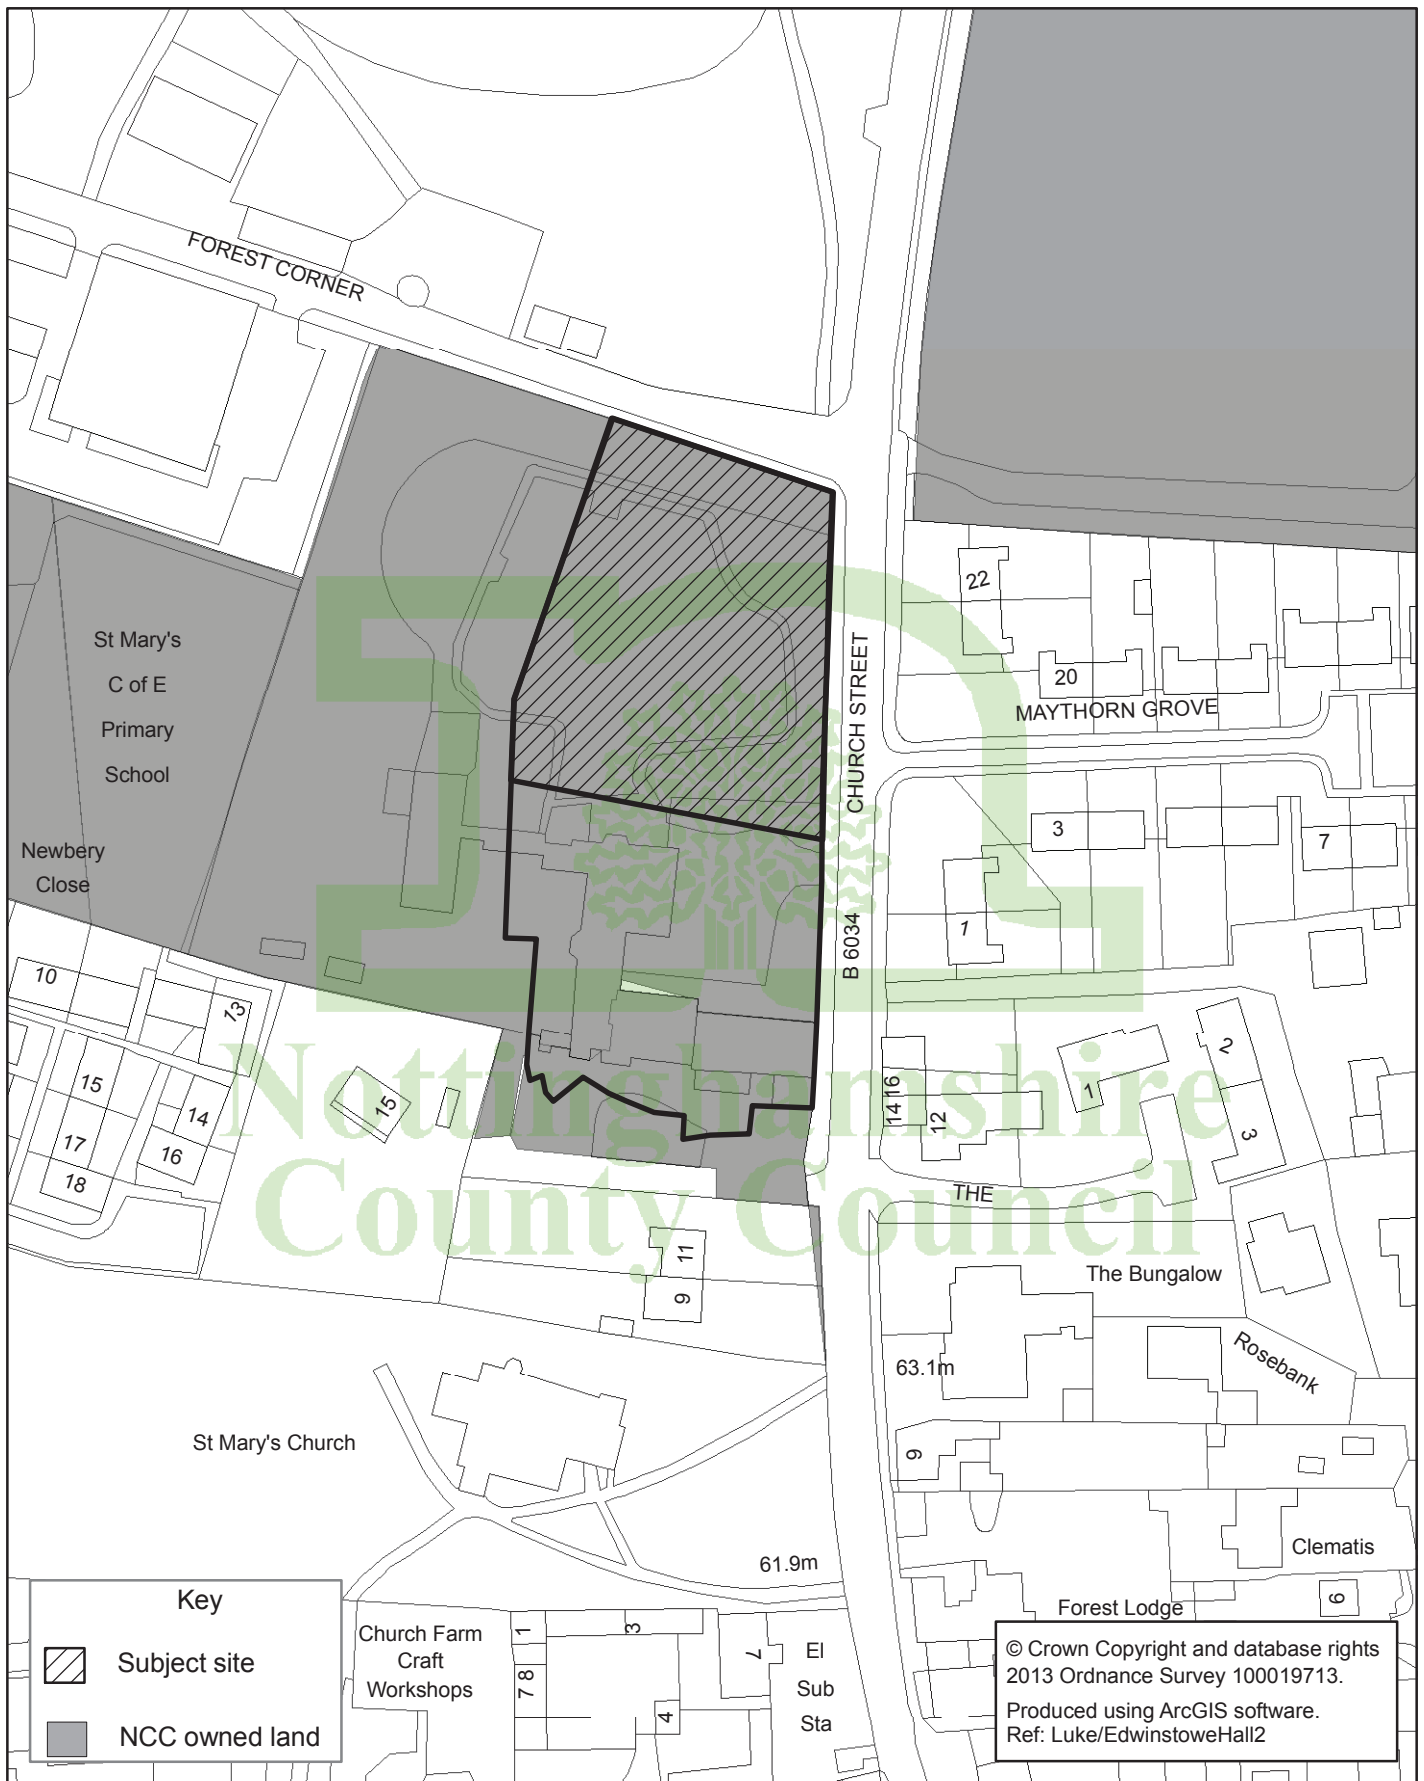 FOREST CORNER
22
20
MAYTHORN GROVE
CHURCH STREET
B 6034
St Mary's
C of E
Primary
School
Newbery
Close
3
7
1
10
13
15
14
17
16
18
15
14 16
12
1
2
3
THE
Nottinghamshire
County Council
11
9
The Bungalow
63.1m
Rosebank
St Mary's Church
9
Clematis
61.9m
Forest Lodge
6
Church Farm
Craft
Workshops
1
3
7 8
4
7
El
Sub
Sta
Key
Subject site
NCC owned land
© Crown Copyright and database rights
2013 Ordnance Survey 100019713.
Produced using ArcGIS software.
Ref: Luke/EdwinstoweHall2